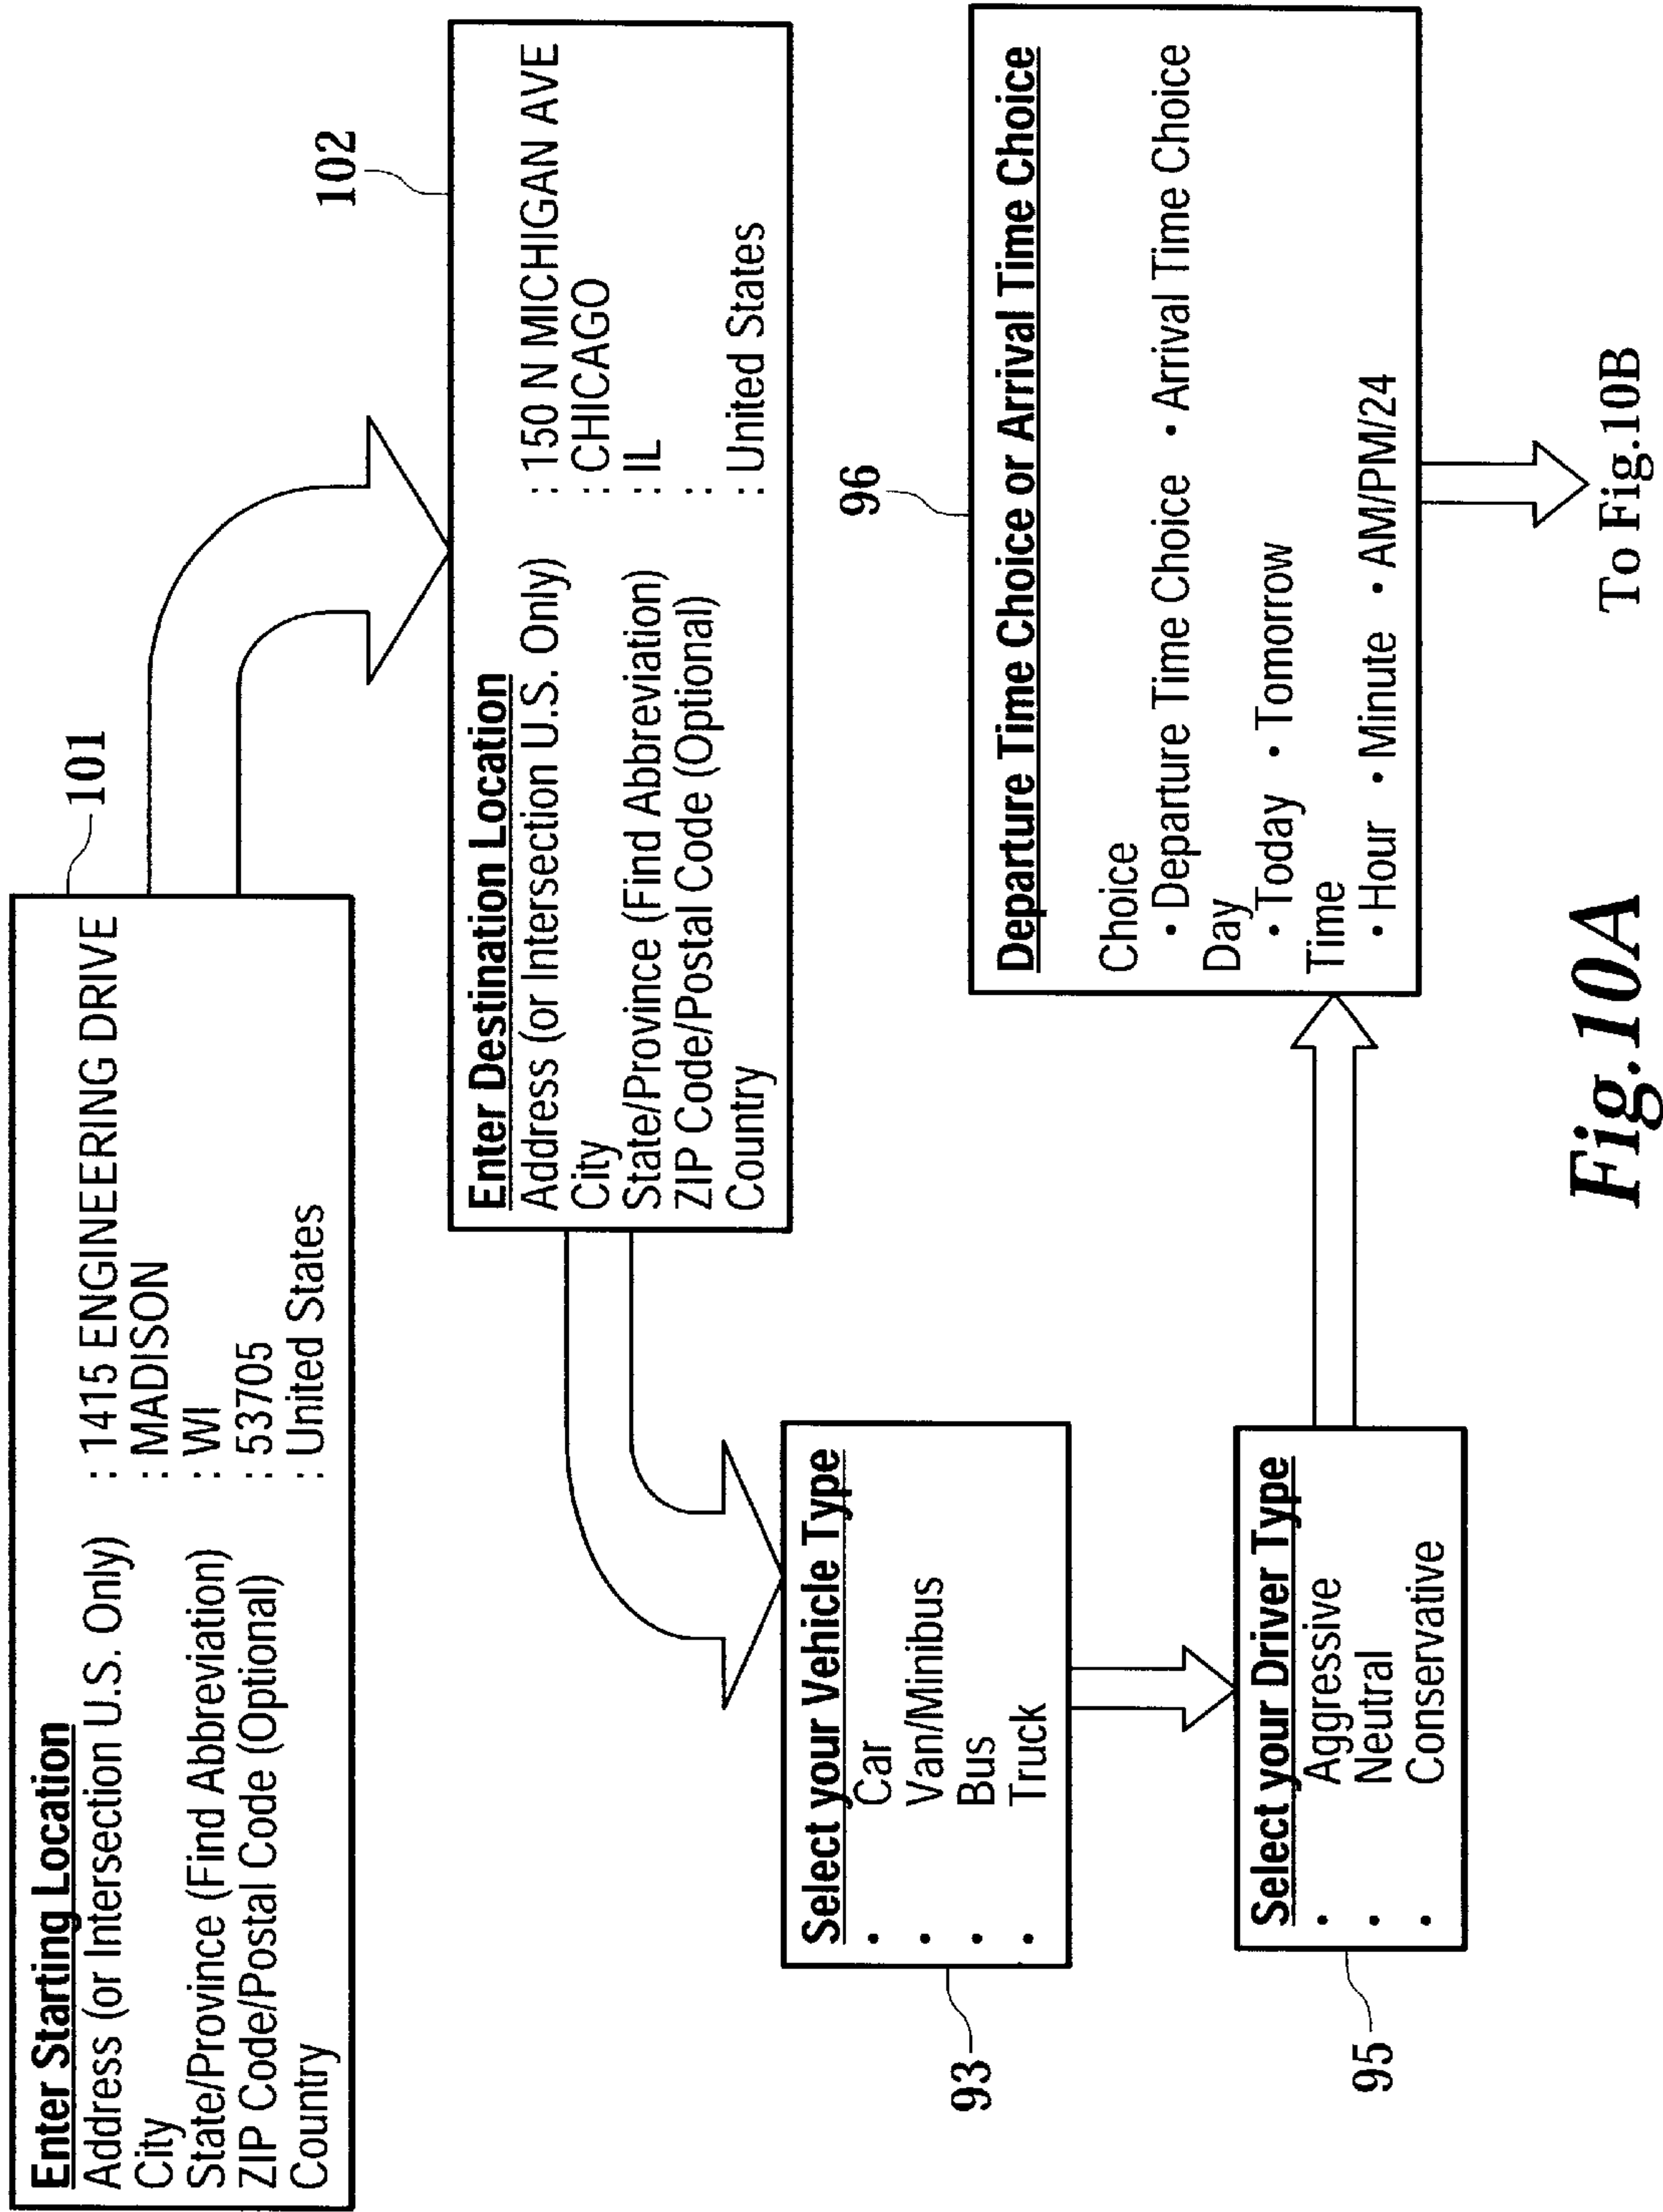 101
Enter Starting Location
Address (or Intersection U.S. Only) : 1415 ENGINEERING DRIVE
City : MADISON
State/Province (Find Abbreviation) : WI
ZIP Code/Postal Code (Optional) : 53705
Country : United States
102
Enter Destination Location
Address (or Intersection U.S. Only) : 150 N MICHIGAN AVE
City : CHICAGO
State/Province (Find Abbreviation) : IL
ZIP Code/Postal Code (Optional) :
Country : United States
93
Select your Vehicle Type
• Car
• Van/Minibus
• Bus
• Truck
95
Select your Driver Type
• Aggressive
• Neutral
• Conservative
96
Departure Time Choice or Arrival Time Choice
Choice
• Departure Time Choice • Arrival Time Choice
Day
• Today • Tomorrow
Time
• Hour • Minute • AM/PM/24
To Fig.10B
Fig.10A